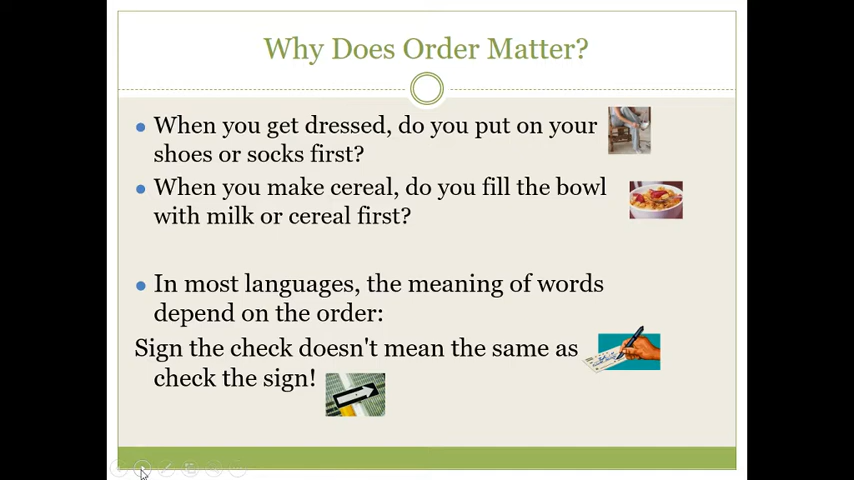 Why Does Order Matter?
When you get dressed, do you put on your
shoes or socks first?
When you make cereal, do you fill the bowl
with milk or cereal first?
In most languages, the meaning of words
depend on the order:
Sign the check doesn't mean the same as
check the sign!